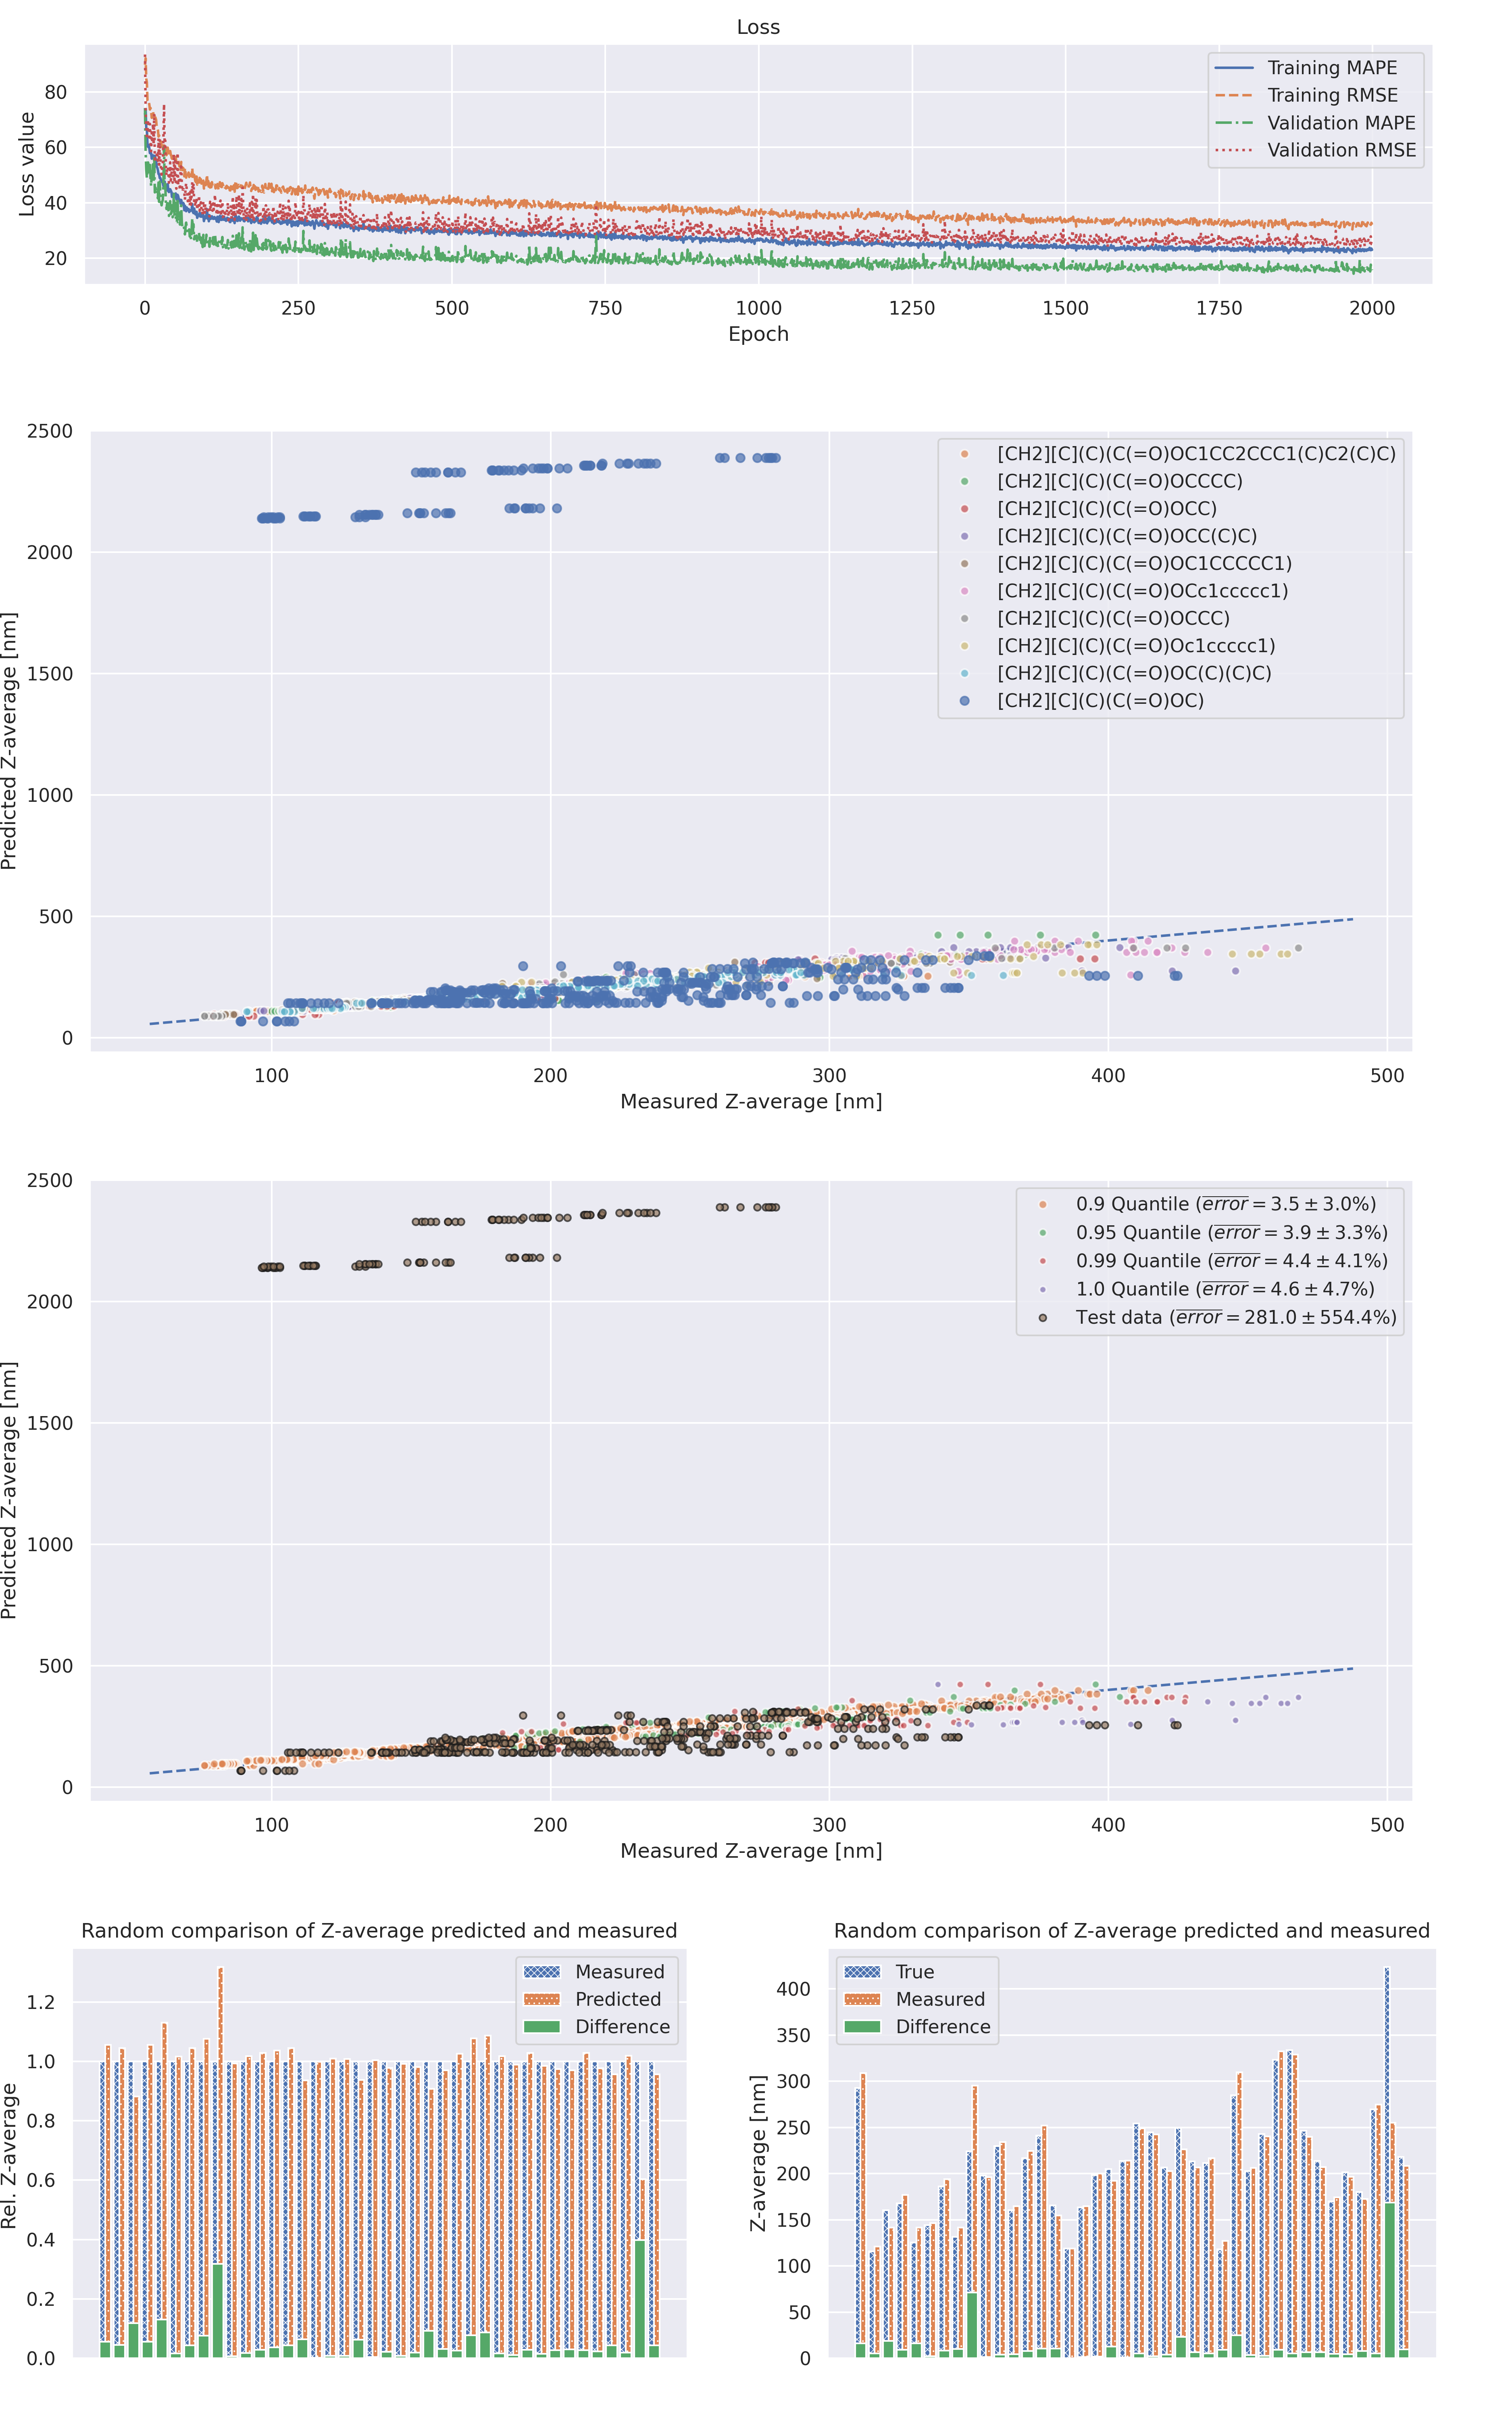 Loss
Loss value
80
60
40
20
Training MAPE
Training RMSE
Validation MAPE
Validation RMSE
0 250 500 750 1000 1250 1500 1750 2000
Epoch
Predicted Z-average [nm]
2500
2000
1500
1000
500
0
[CH2][C](C)(C(=O)OC1CC2CCC1(C)C2(C)C)
[CH2][C](C)(C(=O)OCCCC)
[CH2][C](C)(C(=O)OCC)
[CH2][C](C)(C(=O)OCC(C)C)
[CH2][C](C)(C(=O)OC1CCCCC1)
[CH2][C](C)(C(=O)OCc1ccccc1)
[CH2][C](C)(C(=O)OCCC)
[CH2][C](C)(C(=O)Oc1ccccc1)
[CH2][C](C)(C(=O)OC(C)(C)C)
[CH2][C](C)(C(=O)OC)
100 200 300 400 500
Measured Z-average [nm]
Predicted Z-average [nm]
2500
2000
1500
1000
500
0
0.9 Quantile (error = 3.5 ± 3.0%)
0.95 Quantile (error = 3.9 ± 3.3%)
0.99 Quantile (error = 4.4 ± 4.1%)
1.0 Quantile (error = 4.6 ± 4.7%)
Test data (error = 281.0 ± 554.4%)
100 200 300 400 500
Measured Z-average [nm]
Random comparison of Z-average predicted and measured
Rel. Z-average
1.2
1.0
0.8
0.6
0.4
0.2
0.0
Measured
Predicted
Difference
Random comparison of Z-average predicted and measured
Z-average [nm]
400
350
300
250
200
150
100
50
0
True
Measured
Difference